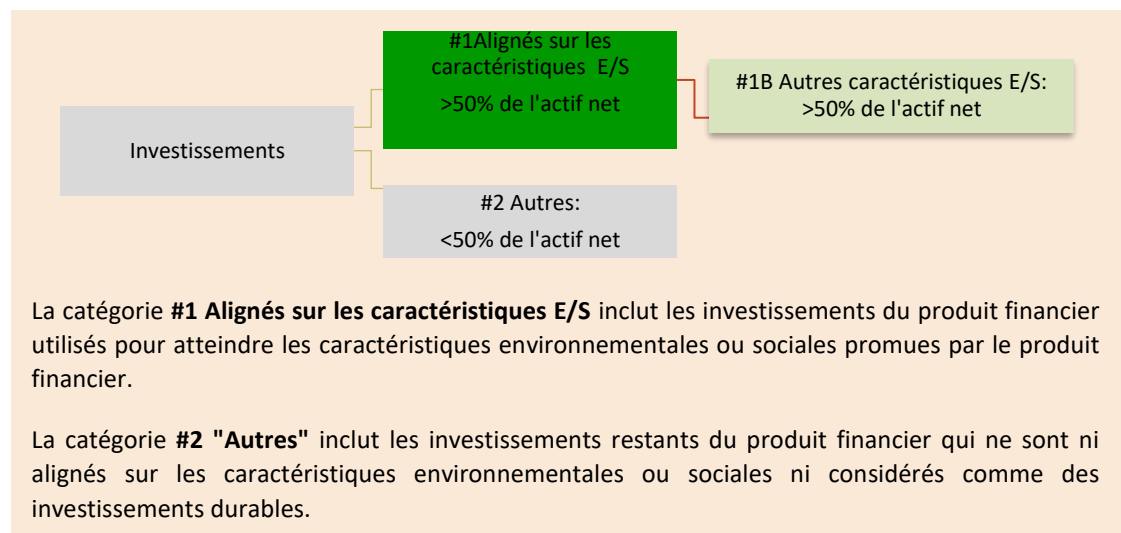 #1Alignés sur les
caractéristiques E/S
>50% de l'actif net
#1B Autres caractéristiques E/S:
>50% de l'actif net
Investissements
#2 Autres:
<50% de l'actif net
La catégorie #1 Alignés sur les caractéristiques E/S inclut les investissements du produit financier
utilisés pour atteindre les caractéristiques environnementales ou sociales promues par le produit
financier.
La catégorie #2 "Autres" inclut les investissements restants du produit financier qui ne sont ni
alignés sur les caractéristiques environnementales ou sociales ni considérés comme des
investissements durables.